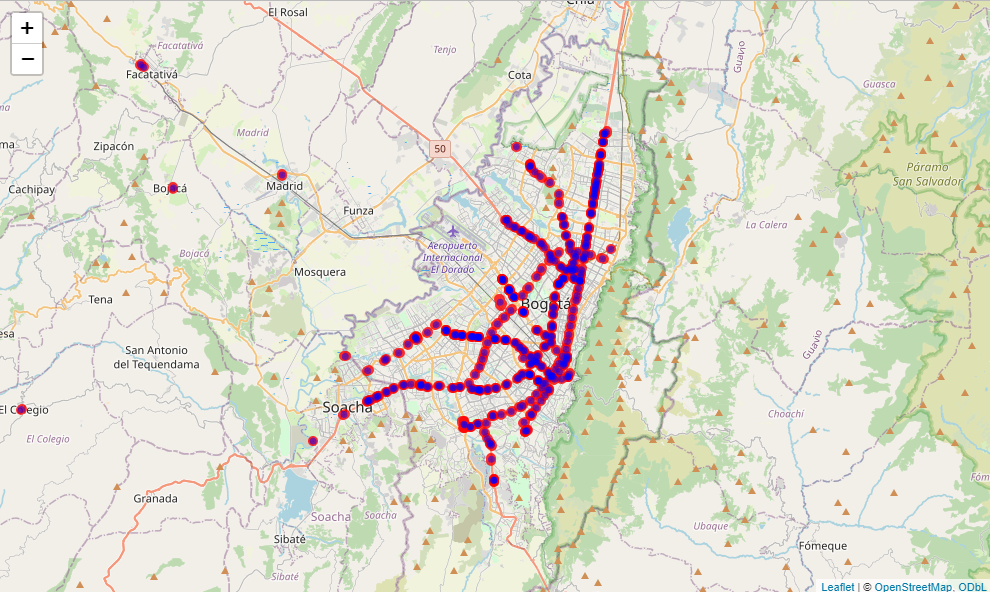 +
−
El Rosal
Chía
Facatativá
Facatativá
Tenjo
Cota
Guavio
Guasca
Madrid
Zipacón
50
Páramo
San Salvador
Madrid
Bojacá
Cachipay
Funza
La Calera
Aeropuerto
Internacional
El Dorado
Bojacá
Mosquera
Tena
Bogotá
Guavio
San Antonio
del Tequendama
El Colegio
Soacha
Choachí
El Colegio
Granada
Soacha
Soacha
Ubaque
Sibaté
Fómeque
Sibaté
Leaflet | © OpenStreetMap, ODbL